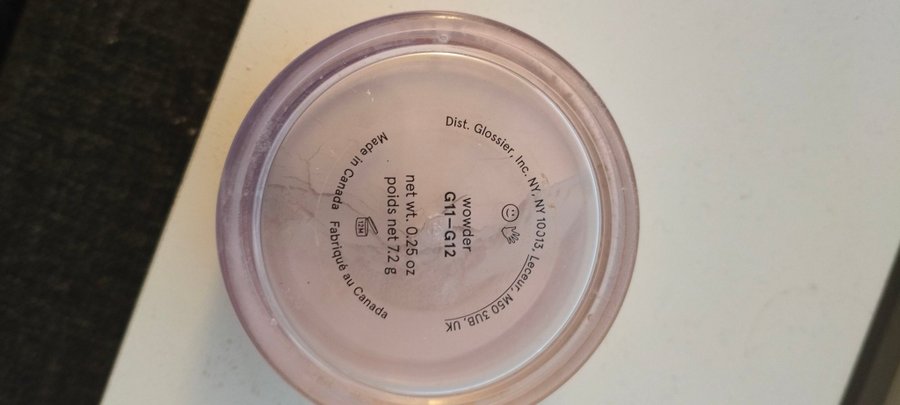 Dist. Glossier, Inc. NY, NY 10013, Leceur, M50 3UB, UK
wowder
G11–G12
net wt. 0.25 oz
poids net 7.2 g
12M
Made in Canada Fabriqué au Canada